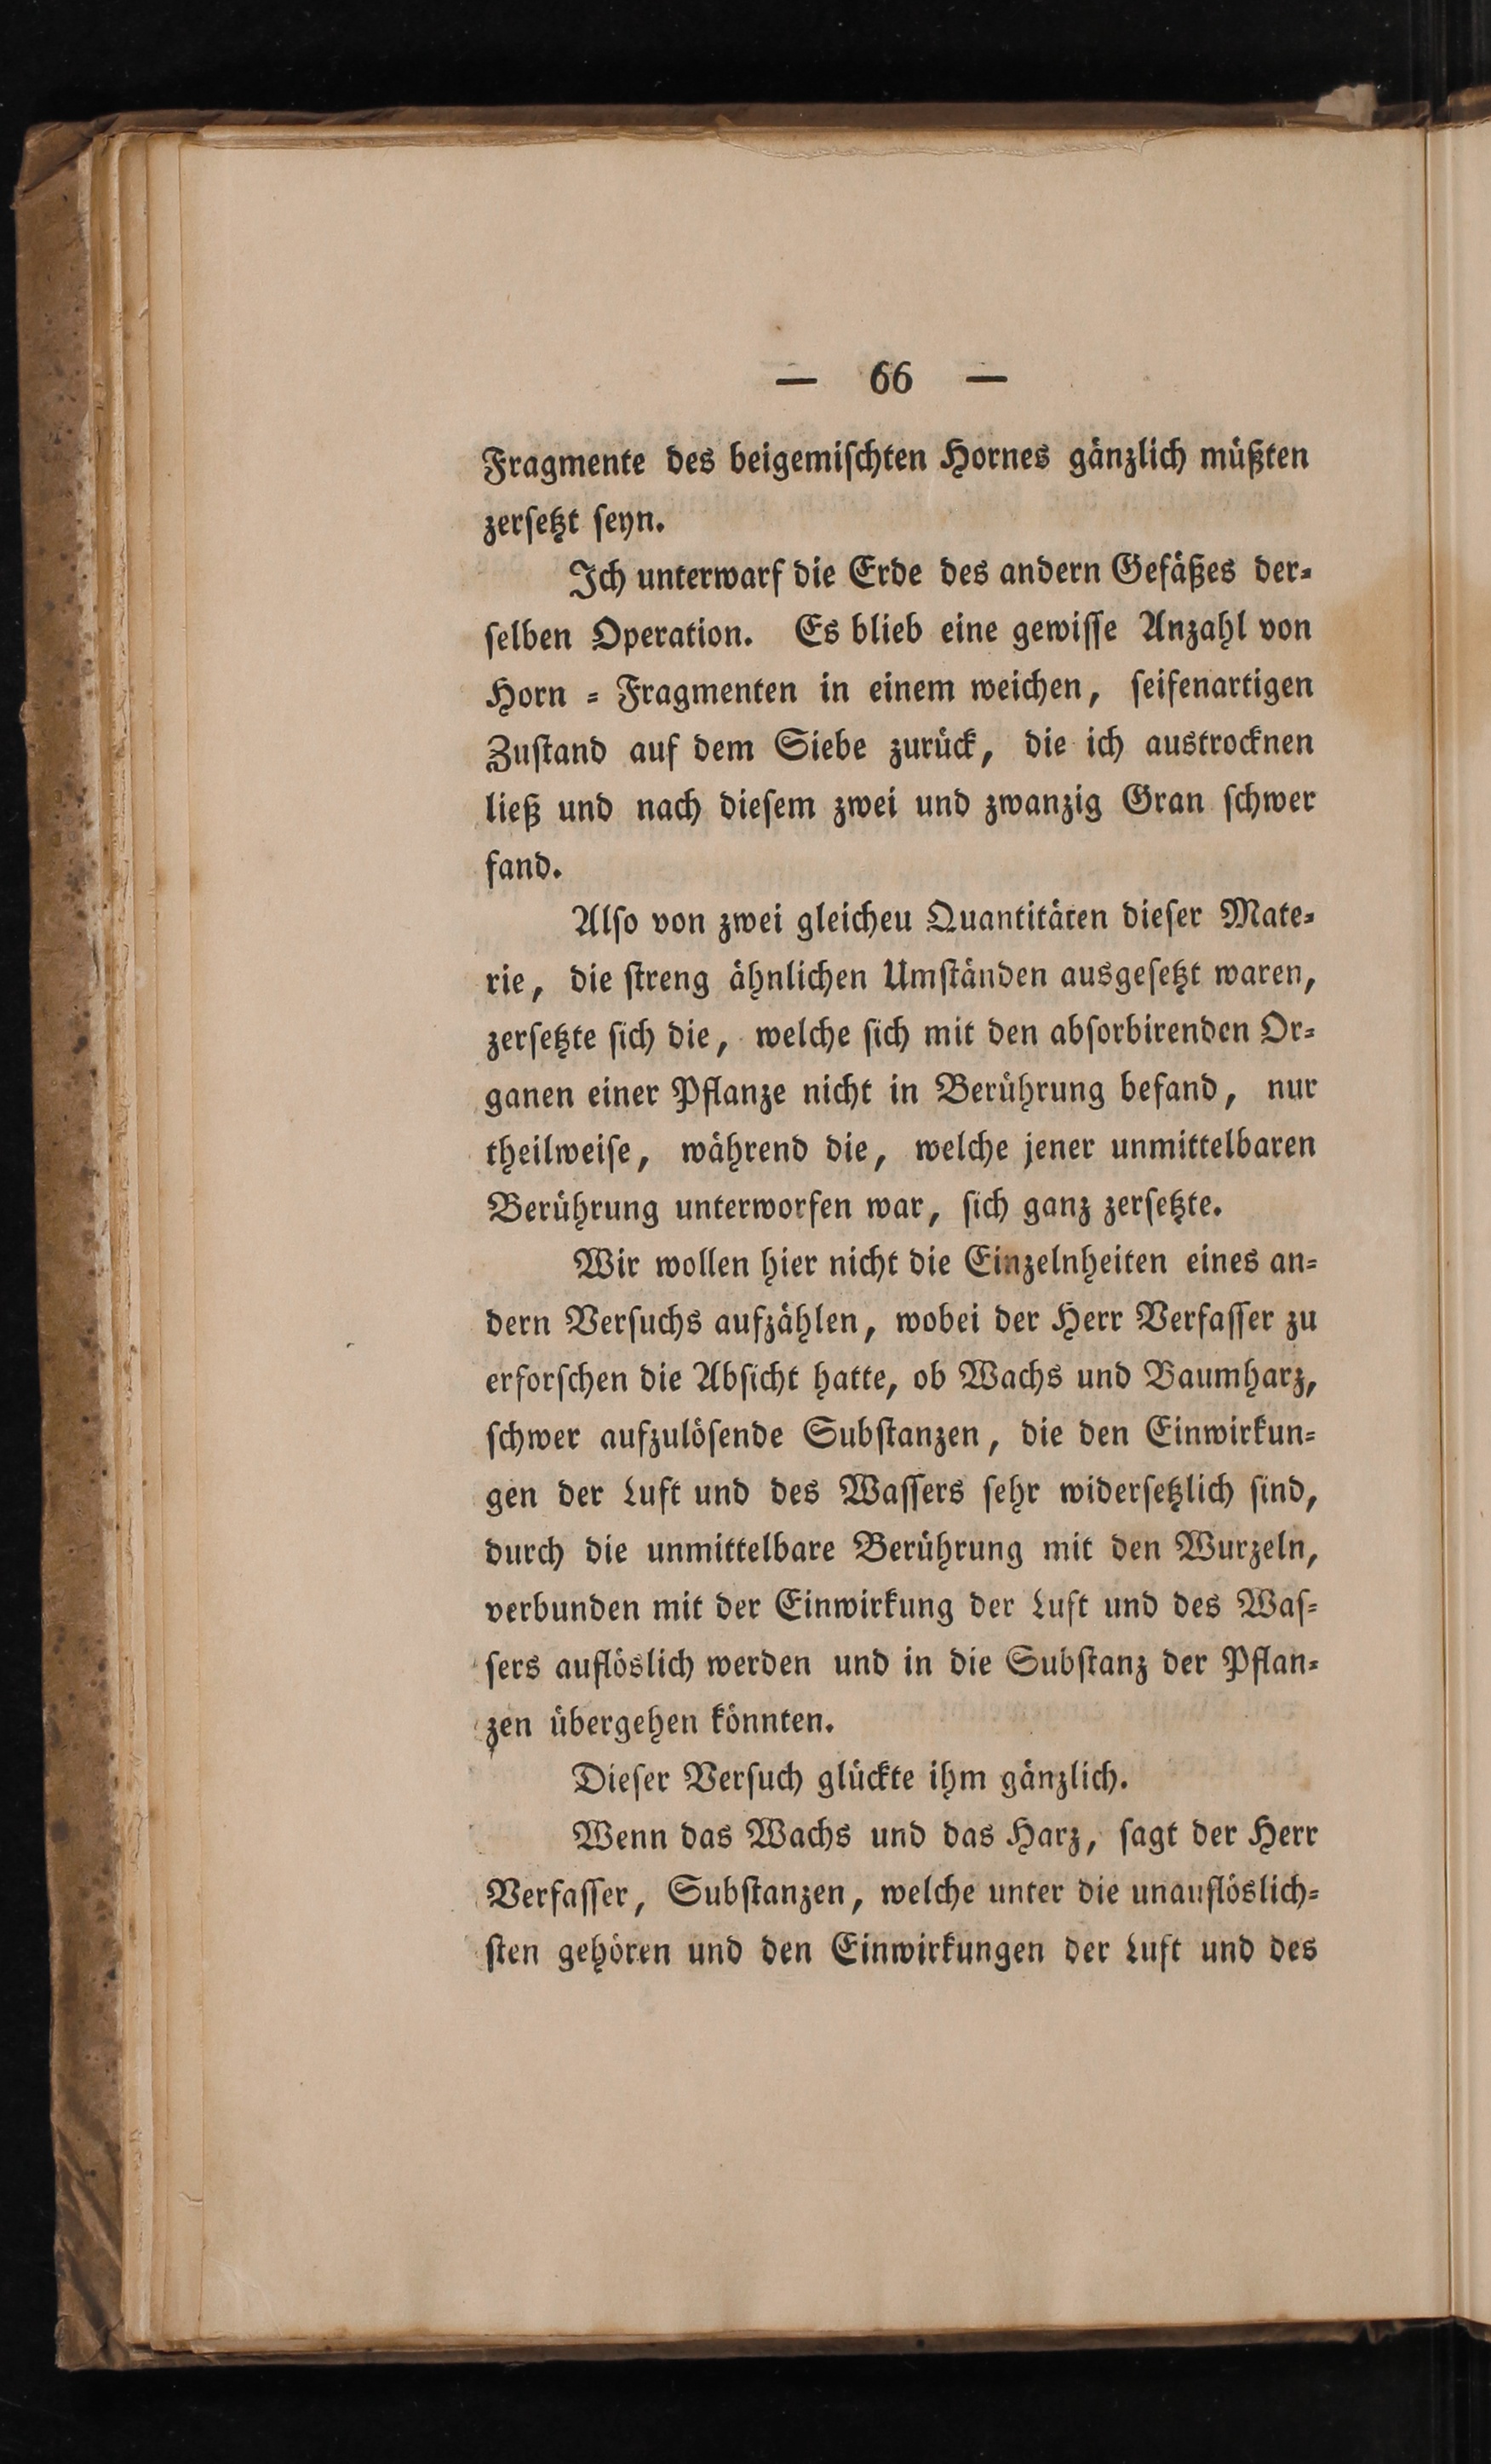 — 66 —
Fragmente des beigemiſchten Hornes gänzlich müßten
zerſetzt ſeyn.
Ich unterwarf die Erde des andern Gefäßes der⸗
ſelben Operation. Es blieb eine gewiſſe Anzahl von
Horn ⸗ Fragmenten in einem weichen, ſeifenartigen
Zuſtand auf dem Siebe zurück, die ich austrocknen
ließ und nach dieſem zwei und zwanzig Gran ſchwer
fand.
Alſo von zwei gleicheu Quantitäten dieſer Mate⸗
rie, die ſtreng ähnlichen Umſtänden ausgeſetzt waren,
zerſetzte ſich die, welche ſich mit den abſorbirenden Or⸗
ganen einer Pflanze nicht in Berührung befand, nur
theilweiſe, während die, welche jener unmittelbaren
Berührung unterworfen war, ſich ganz zerſetzte.
Wir wollen hier nicht die Einzelnheiten eines an⸗
dern Verſuchs aufzählen, wobei der Herr Verfaſſer zu
erforſchen die Abſicht hatte, ob Wachs und Baumharz,
ſchwer aufzulöſende Subſtanzen, die den Einwirkun⸗
gen der Luft und des Waſſers ſehr widerſetzlich ſind,
durch die unmittelbare Berührung mit den Wurzeln,
verbunden mit der Einwirkung der Luft und des Waſ⸗
ſers auflöslich werden und in die Subſtanz der Pflan⸗
zen übergehen könnten.
Dieſer Verſuch glückte ihm gänzlich.
Wenn das Wachs und das Harz, ſagt der Herr
Verfaſſer, Subſtanzen, welche unter die unauflöslich⸗
ſten gehören und den Einwirkungen der Luft und des